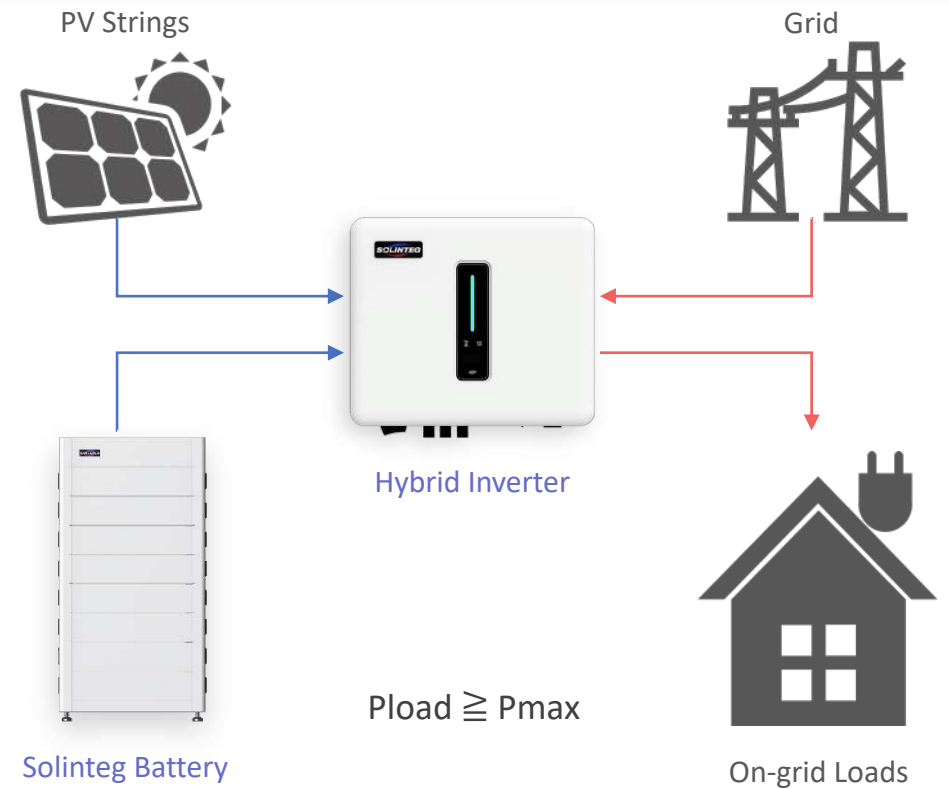 PV Strings
Grid
SOLINTEG
Hybrid Inverter
Pload ≧ Pmax
Solinteg Battery
On-grid Loads